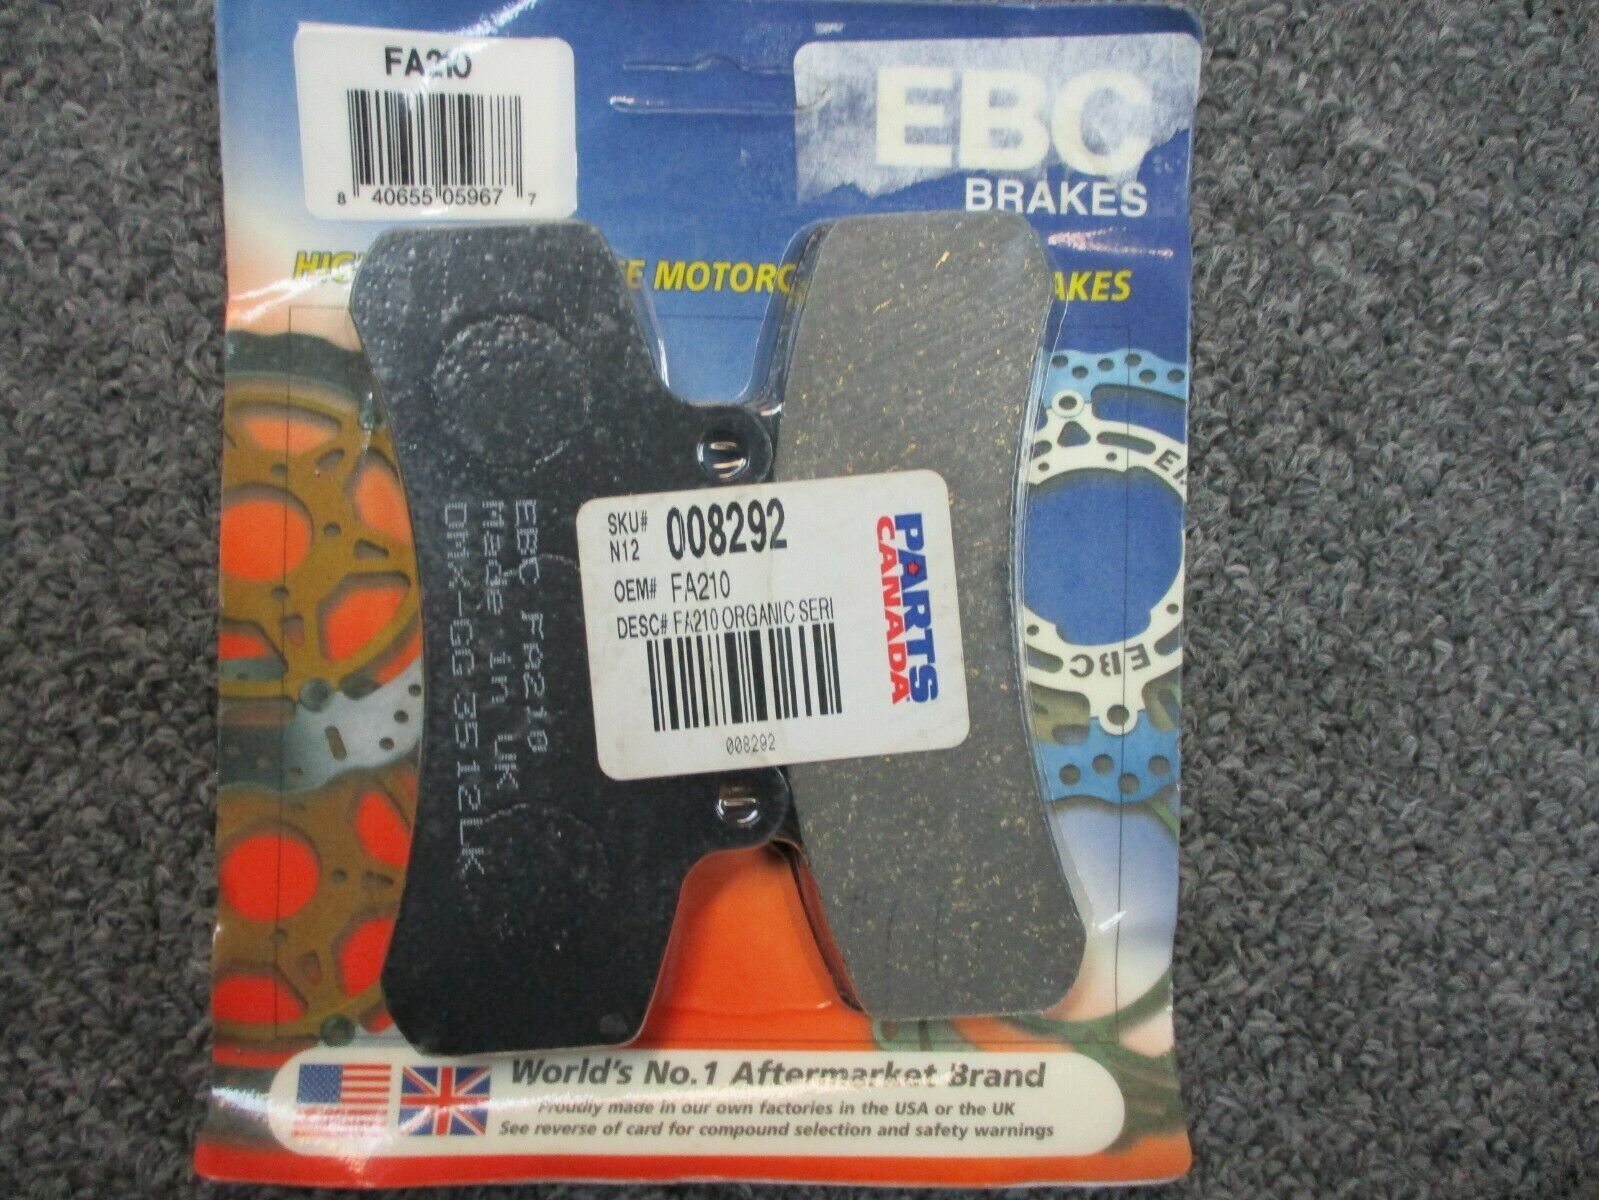 FA210
8 40655 05967 7
EBC
BRAKES
MOTORC
AKES
EBC FA210
Made in UK
DMX-GG 3512LK
SKU# 008292
N12
OEM# FA210
DESC# FA210 ORGANIC SERI
008292
PARTS
CANADA
EBC
World's No.1 Aftermarket Brand
Proudly made in our own factories in the USA or the UK
See reverse of card for compound selection and safety warnings